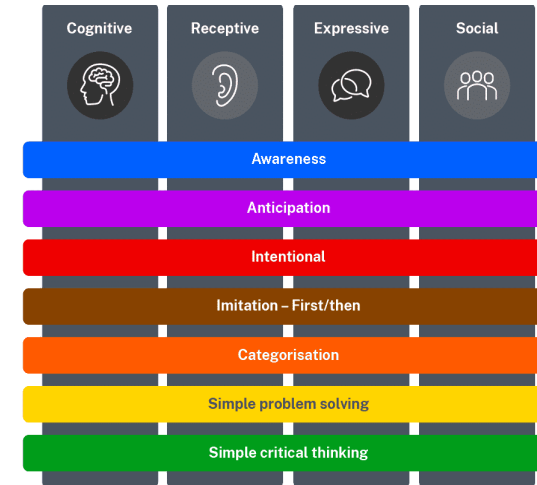 Cognitive Receptive Expressive Social
Awareness
Anticipation
Intentional
Imitation – First/then
Categorisation
Simple problem solving
Simple critical thinking